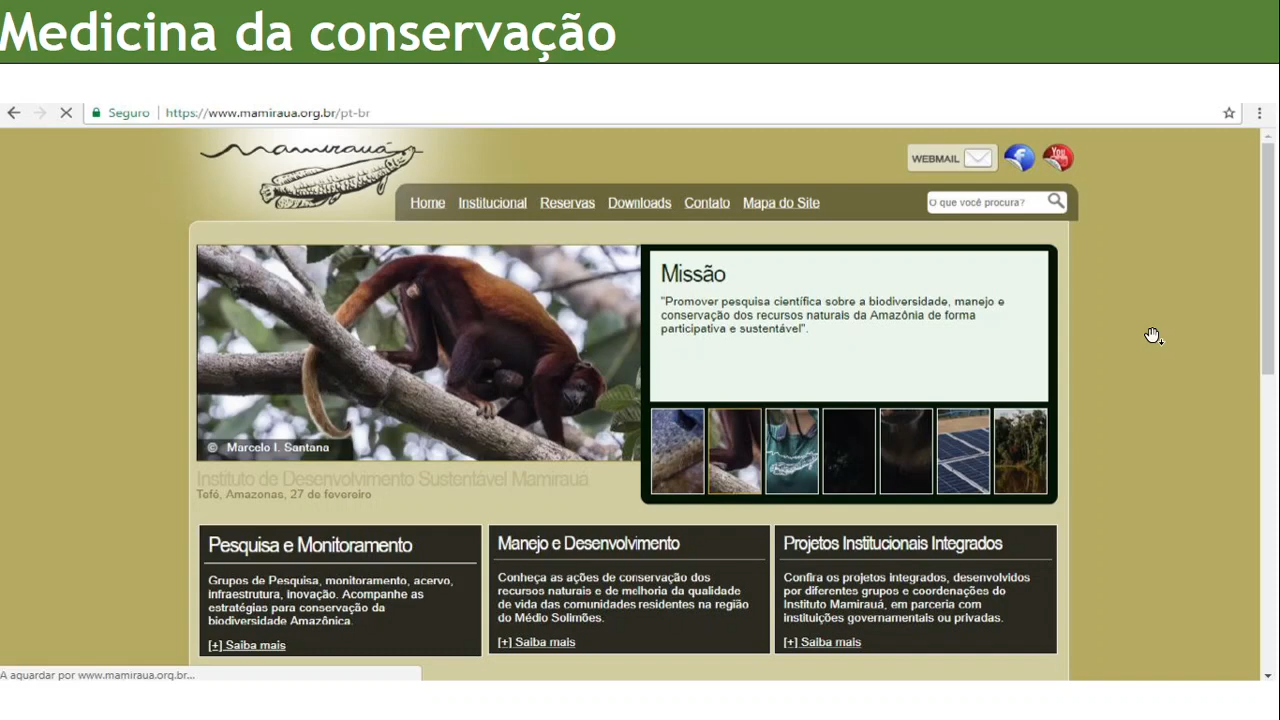 Medicina da conservação
Seguro
https://www.mamiraua.org.br/pt-br
Mamirauá
WEBMAIL
You
Home Institucional Reservas Downloads Contato Mapa do Site
O que você procura?
Missão
"Promover pesquisa científica sobre a biodiversidade, manejo e
conservação dos recursos naturais da Amazônia de forma
participativa e sustentável".
© Marcelo I. Santana
Instituto de Desenvolvimento Sustentável Mamirauá
Tefé, Amazonas, 27 de fevereiro
Pesquisa e Monitoramento
Grupos de Pesquisa, monitoramento, acervo,
infraestrutura, inovação. Acompanhe as
estratégias para conservação da
biodiversidade Amazônica.
[+] Saiba mais
Manejo e Desenvolvimento
Conheça as ações de conservação dos
recursos naturais e de melhoria da qualidade
de vida das comunidades residentes na região
do Médio Solimões.
[+] Saiba mais
Projetos Institucionais Integrados
Confira os projetos integrados, desenvolvidos
por diferentes grupos e coordenações do
Instituto Mamirauá, em parceria com
instituições governamentais ou privadas.
[+] Saiba mais
A aguardar por www.mamiraua.org.br...